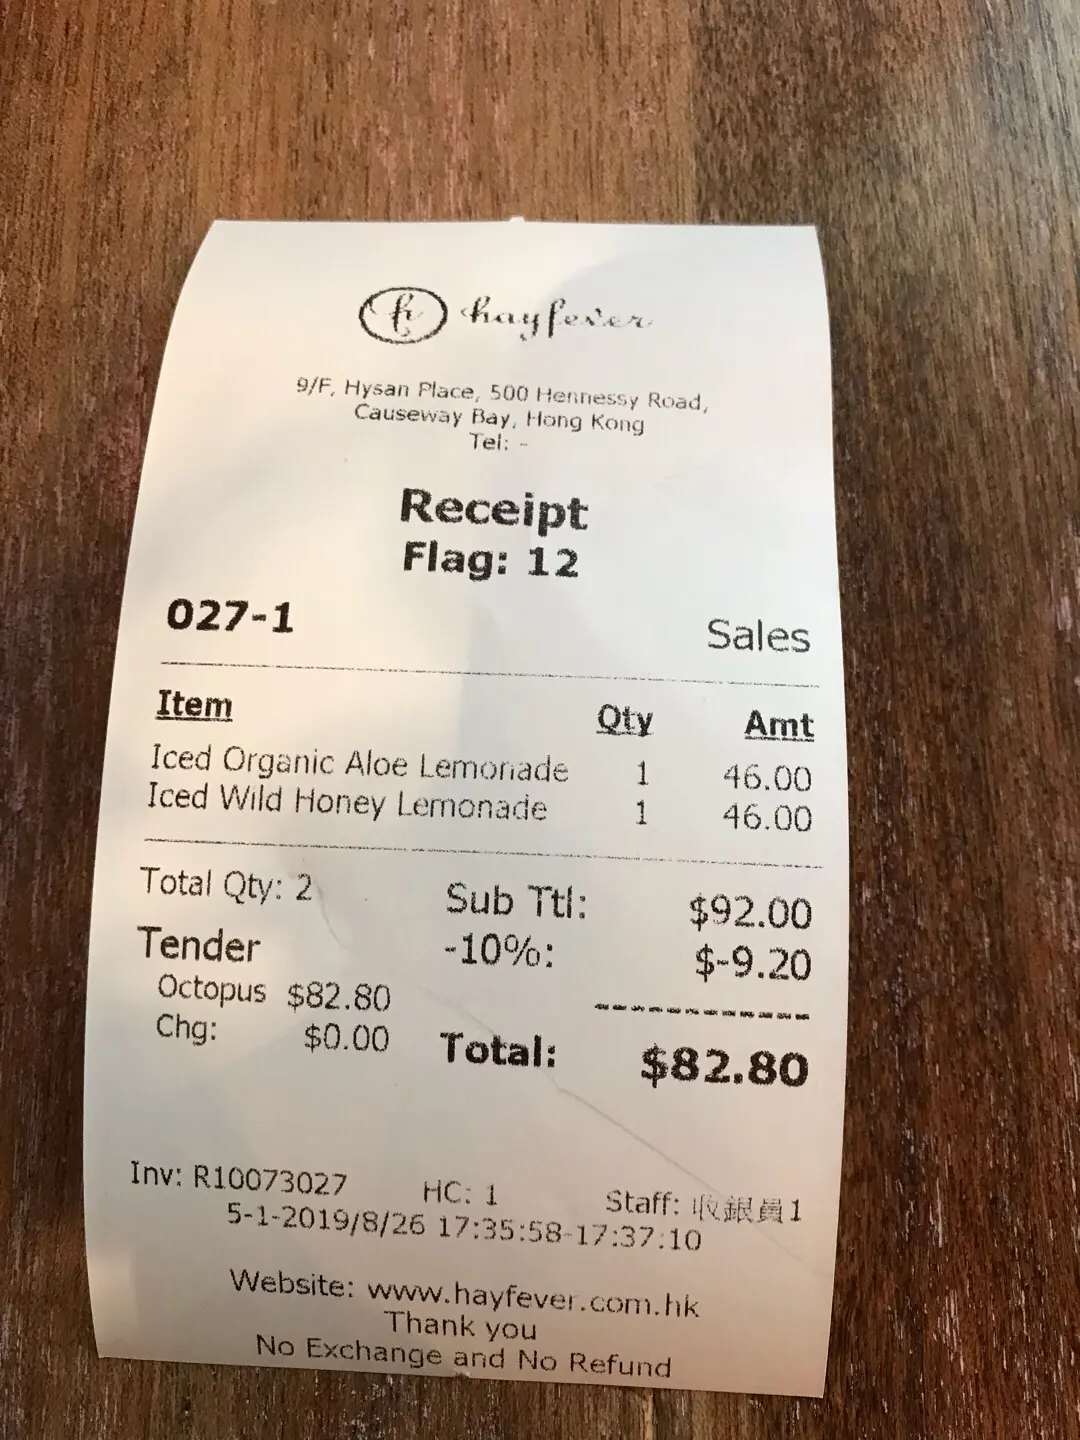 h hayfever
9/F, Hysan Place, 500 Hennessy Road,
Causeway Bay, Hong Kong
Tel: -
Receipt
Flag: 12
027-1 Sales
Item Qty Amt
Iced Organic Aloe Lemonade 1 46.00
Iced Wild Honey Lemonade 1 46.00
Total Qty: 2 Sub Ttl: $92.00
Tender -10%: $-9.20
Octopus $82.80
------------
Chg: $0.00 Total: $82.80
Inv: R10073027 HC: 1 Staff: 收銀員1
5-1-2019/8/26 17:35:58-17:37:10
Website: www.hayfever.com.hk
Thank you
No Exchange and No Refund